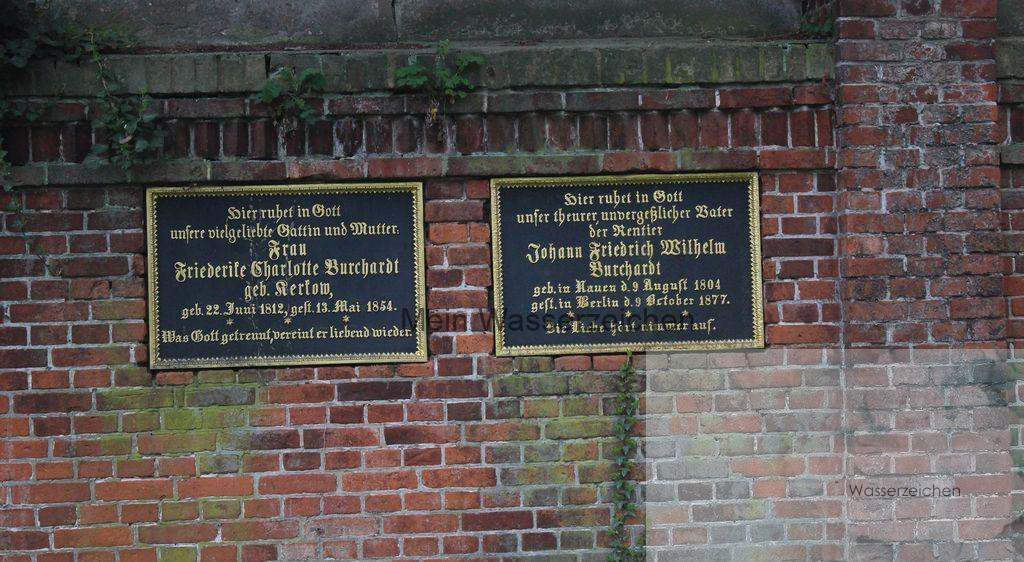 Hier ruhet in Gott
unsere vielgeliebte Gattin und Mutter.
Frau
Friederike Charlotte Burchardt
geb. Kerkow,
geb. 22. Juni 1812, gest. 13. Mai 1854.
Was Gott getrennt, vereint er liebend wieder.
Hier ruhet in Gott
unser theurer unvergeßlicher Vater
der Rentier
Johann Friedrich Wilhelm
Burchardt
geb. in Nauen d. 9 August 1804
gest. in Berlin d. 9 October 1877.
Die Liebe hört nimmer auf.
Mein Wasserzeichen
Wasserzeichen